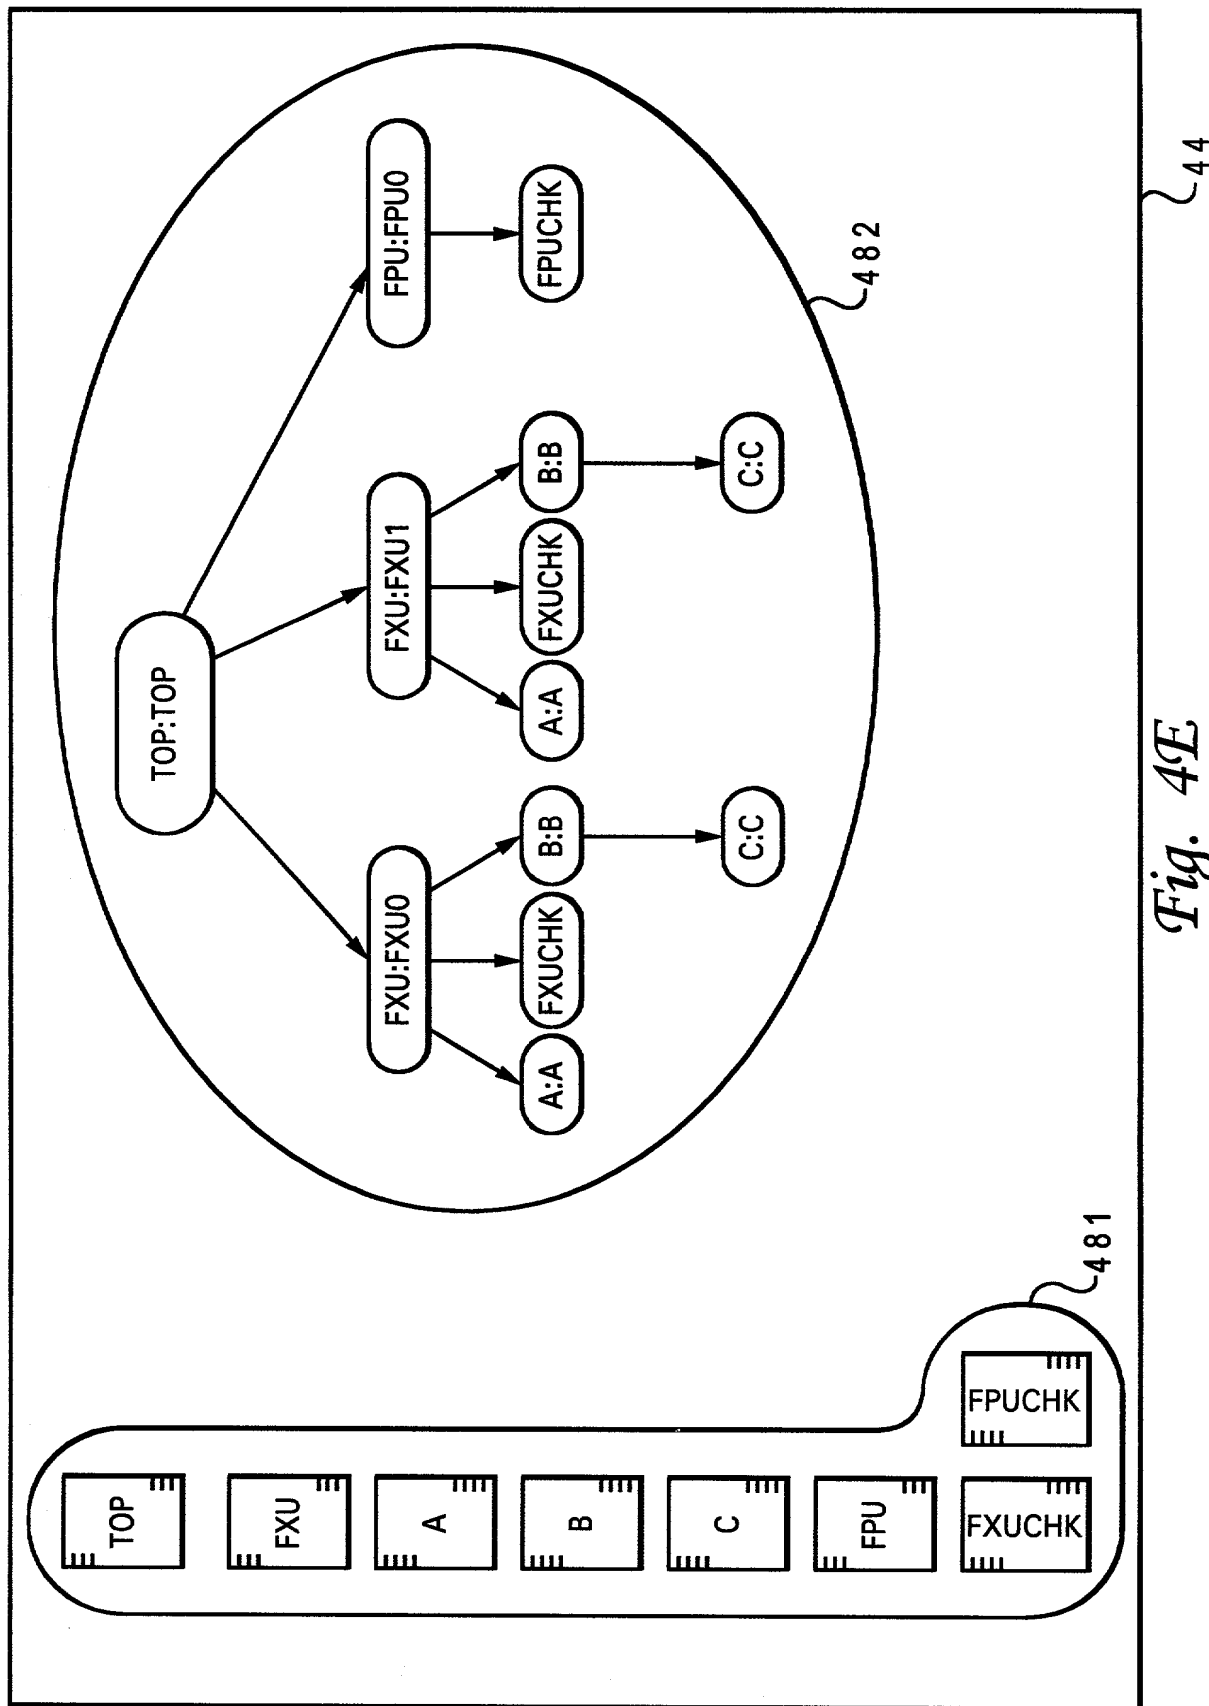 TOP
FXU
A
B
C
FPU
FXUCHK
FPUCHK
481
TOP:TOP
FXU:FXU0
FXU:FXU1
FPU:FPU0
A:A
FXUCHK
B:B
A:A
FXUCHK
B:B
FPUCHK
C:C
C:C
482
44
Fig. 4E